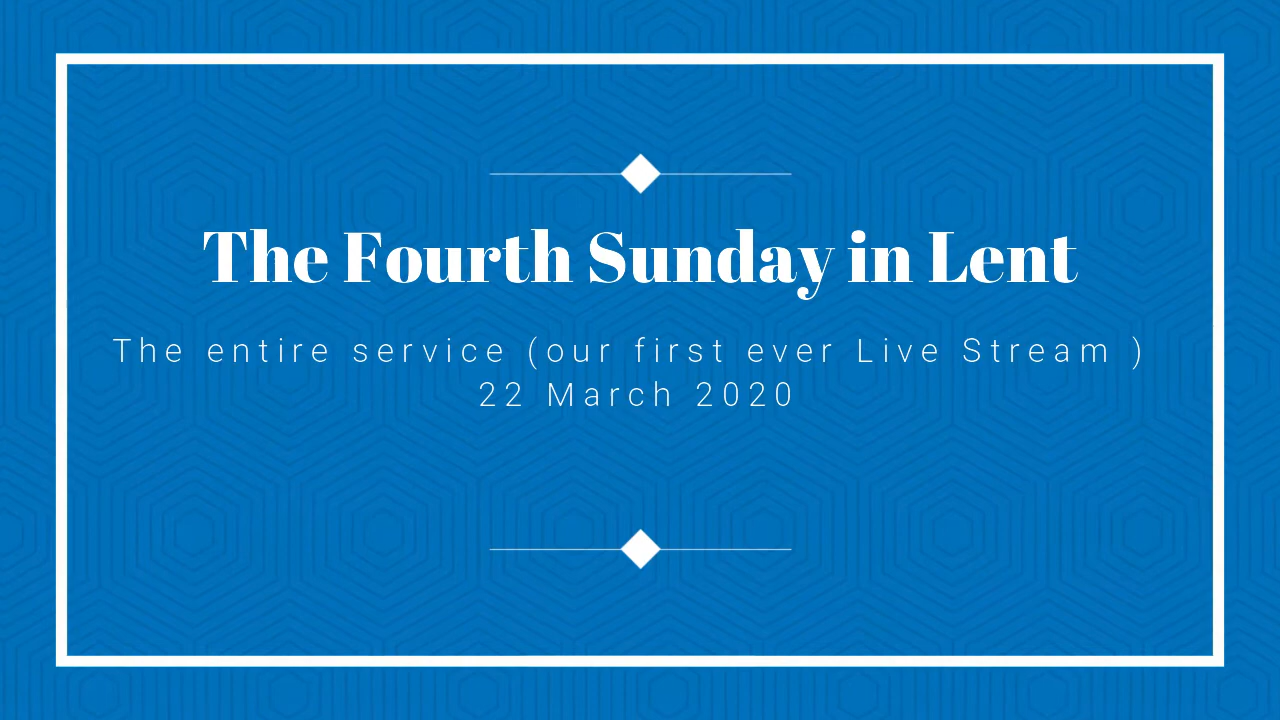 The Fourth Sunday in Lent
The entire service (our first ever Live Stream )
22 March 2020